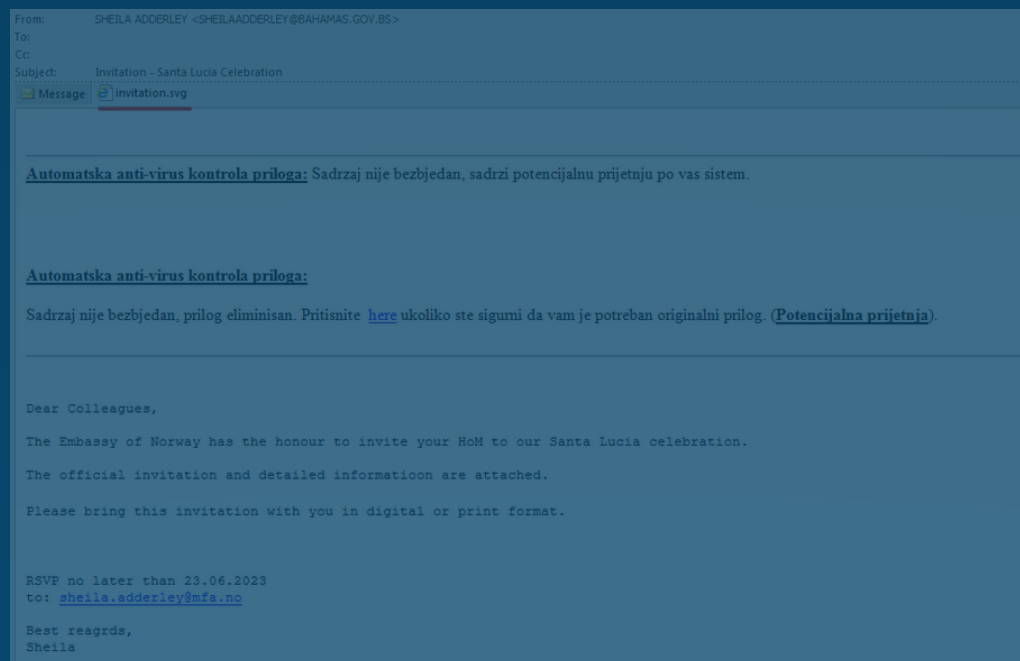 From: SHEILA ADDERLEY <SHEILAADDERLEY@BAHAMAS.GOV.BS>
To:
Cc:
Subject: Invitation - Santa Lucia Celebration
Message invitation.svg
Automatska anti-virus kontrola priloga: Sadrzaj nije bezbjedan, sadrzi potencijalnu prijetnju po vas sistem.
Automatska anti-virus kontrola priloga:
Sadrzaj nije bezbjedan, prilog eliminisan. Pritisnite here ukoliko ste sigurni da vam je potreban originalni prilog. (Potencijalna prijetnja).
Dear Colleagues,
The Embassy of Norway has the honour to invite your HoM to our Santa Lucia celebration.
The official invitation and detailed informatioon are attached.
Please bring this invitation with you in digital or print format.
RSVP no later than 23.06.2023
to: sheila.adderley@mfa.no
Best reagrds,
Sheila